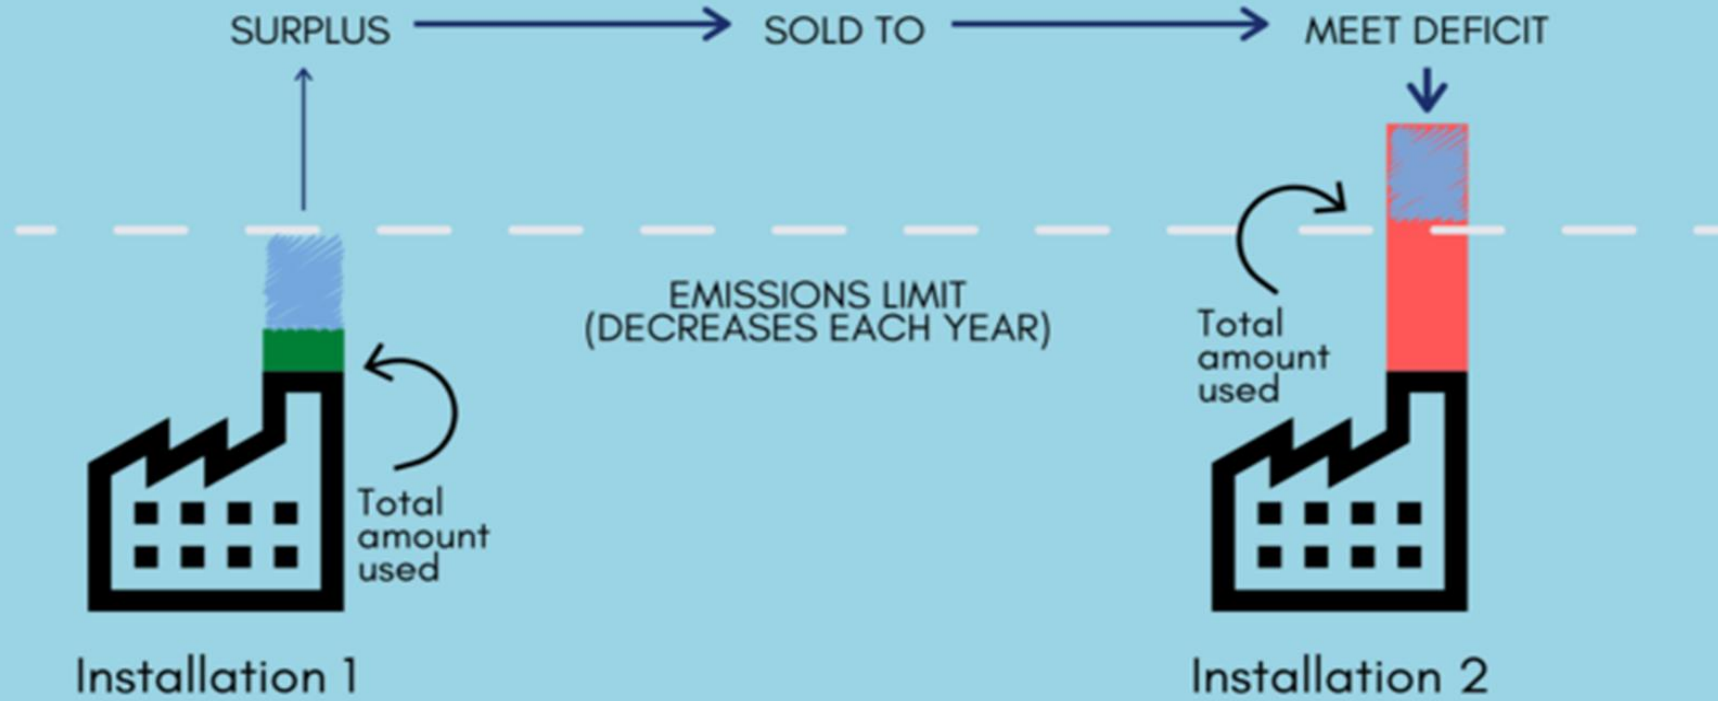 SURPLUS
SOLD TO
MEET DEFICIT
EMISSIONS LIMIT
(DECREASES EACH YEAR)
Total
amount
used
Total
amount
used
Installation 1
Installation 2